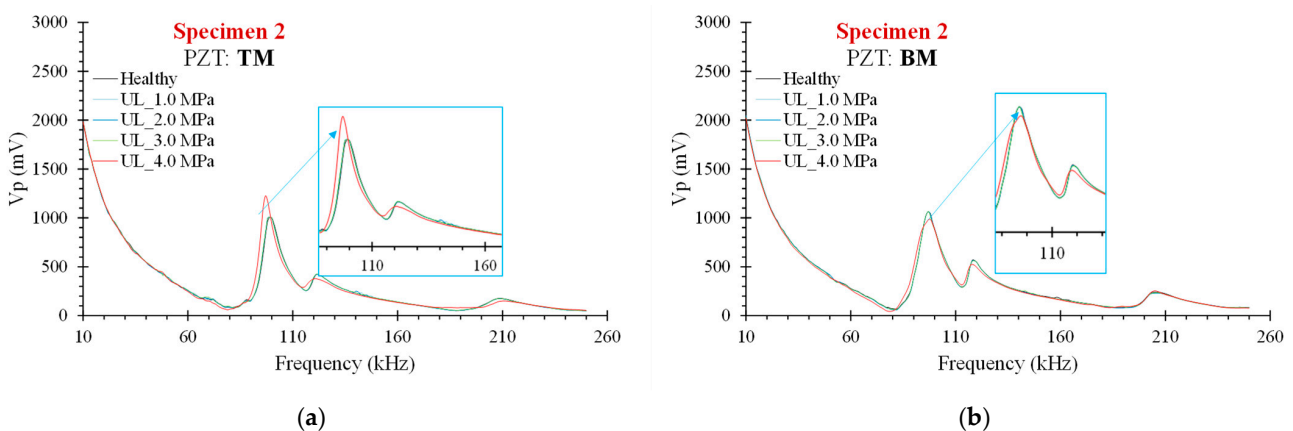 Specimen 2
PZT: TM
Healthy
UL_1.0 MPa
UL_2.0 MPa
UL_3.0 MPa
UL_4.0 MPa
3000
2500
2000
1500
1000
500
0
Vp (mV)
10 60 110 160 210 260
Frequency (kHz)
110 160
(a)
Specimen 2
PZT: BM
Healthy
UL_1.0 MPa
UL_2.0 MPa
UL_3.0 MPa
UL_4.0 MPa
3000
2500
2000
1500
1000
500
0
Vp (mV)
10 60 110 160 210 260
Frequency (kHz)
110
(b)